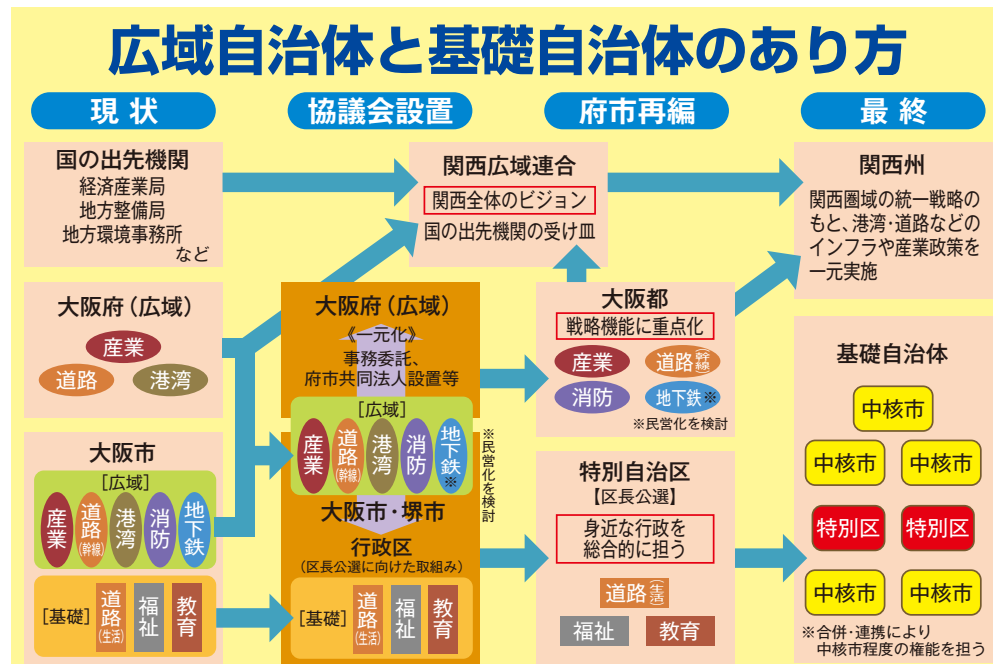 広域自治体と基礎自治体のあり方
現状
協議会設置
府市再編
最終
国の出先機関
経済産業局
地方整備局
地方環境事務所
など
大阪府（広域）
産業
道路
港湾
大阪市
［広域］
産業
道路(幹線)
港湾
消防
地下鉄
［基礎］
道路(生活)
福祉
教育
関西広域連合
関西全体のビジョン
国の出先機関の受け皿
大阪府（広域）
《一元化》
事務委託、
府市共同法人設置等
［広域］
産業
道路(幹線)
港湾
消防
地下鉄※
※民営化を検討
大阪市・堺市
行政区
（区長公選に向けた取組み）
［基礎］
道路(生活)
福祉
教育
大阪都
戦略機能に重点化
産業
道路(幹線)
消防
地下鉄※
※民営化を検討
特別自治区
【区長公選】
身近な行政を
総合的に担う
道路(生活)
福祉
教育
関西州
関西圏域の統一戦略の
もと、港湾・道路などの
インフラや産業政策を
一元実施
基礎自治体
中核市
中核市
中核市
特別区
特別区
中核市
中核市
※合併・連携により
中核市程度の権能を担う